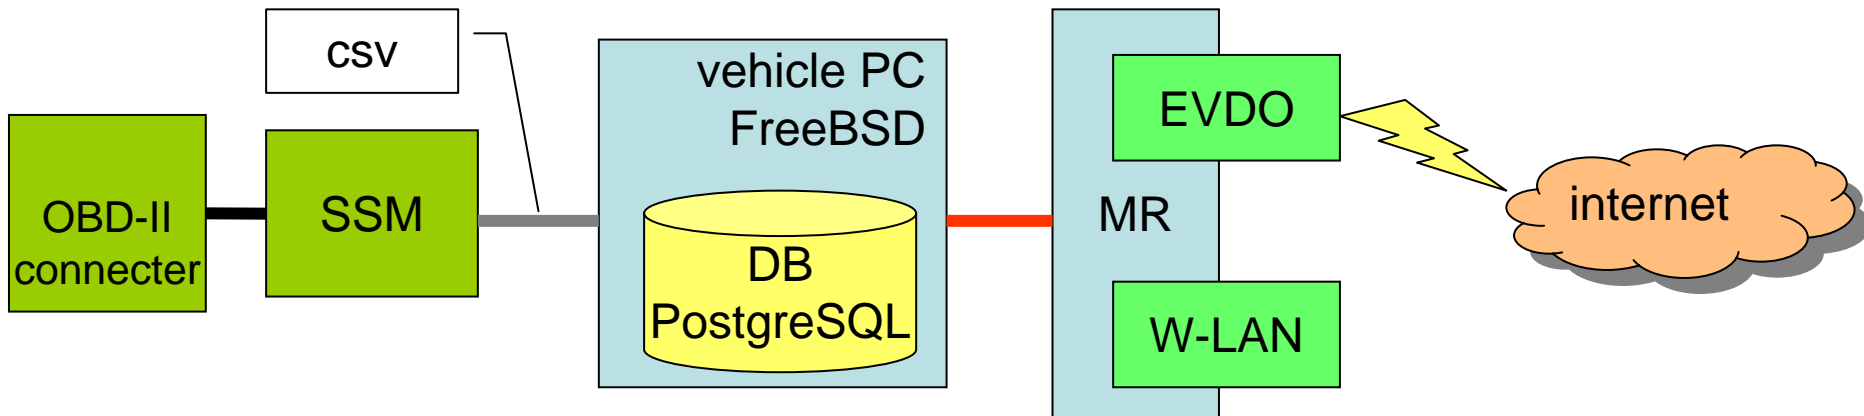 csv
OBD-II
connecter
SSM
vehicle PC
FreeBSD
DB
PostgreSQL
MR
EVDO
W-LAN
internet